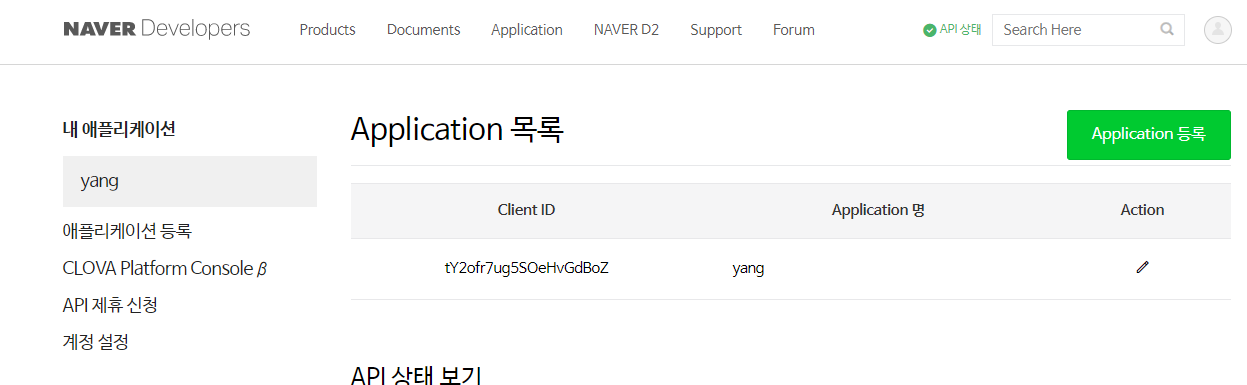 NAVER Developers Products Documents Application NAVER D2 Support Forum API 상태 Search Here
내 애플리케이션
yang
애플리케이션 등록
CLOVA Platform Console β
API 제휴 신청
계정 설정
Application 목록
Application 등록
Client ID Application 명 Action
tY2ofr7ug5SOeHvGdBoZ yang
API 상태 보기